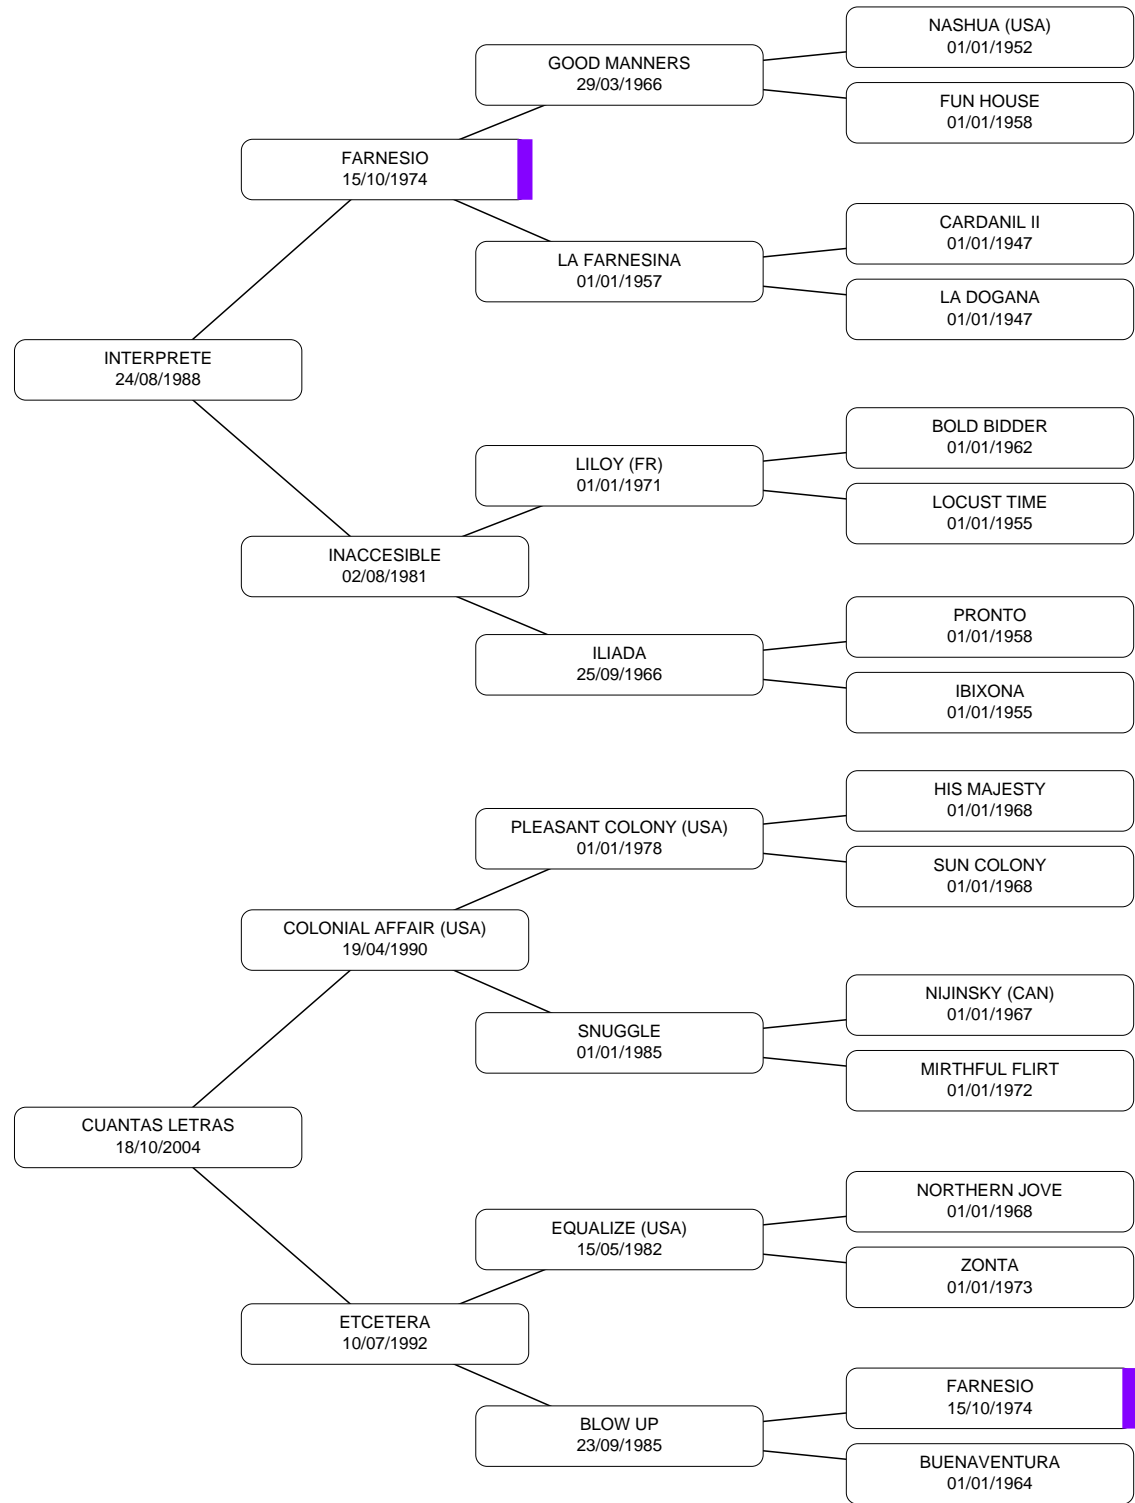 NASHUA (USA)
01/01/1952
GOOD MANNERS
29/03/1966
FUN HOUSE
01/01/1958
FARNESIO
15/10/1974
CARDANIL II
01/01/1947
LA FARNESINA
01/01/1957
LA DOGANA
01/01/1947
INTERPRETE
24/08/1988
BOLD BIDDER
01/01/1962
LILOY (FR)
01/01/1971
LOCUST TIME
01/01/1955
INACCESIBLE
02/08/1981
PRONTO
01/01/1958
ILIADA
25/09/1966
IBIXONA
01/01/1955
HIS MAJESTY
01/01/1968
PLEASANT COLONY (USA)
01/01/1978
SUN COLONY
01/01/1968
COLONIAL AFFAIR (USA)
19/04/1990
NIJINSKY (CAN)
01/01/1967
SNUGGLE
01/01/1985
MIRTHFUL FLIRT
01/01/1972
CUANTAS LETRAS
18/10/2004
NORTHERN JOVE
01/01/1968
EQUALIZE (USA)
15/05/1982
ZONTA
01/01/1973
ETCETERA
10/07/1992
FARNESIO
15/10/1974
BLOW UP
23/09/1985
BUENAVENTURA
01/01/1964